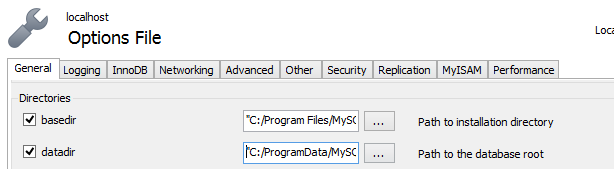 localhost
Options File
Loca
General Logging InnoDB Networking Advanced Other Security Replication MyISAM Performance
Directories
basedir "C:/Program Files/MySC ... Path to installation directory
datadir "C:/ProgramData/MySC ... Path to the database root